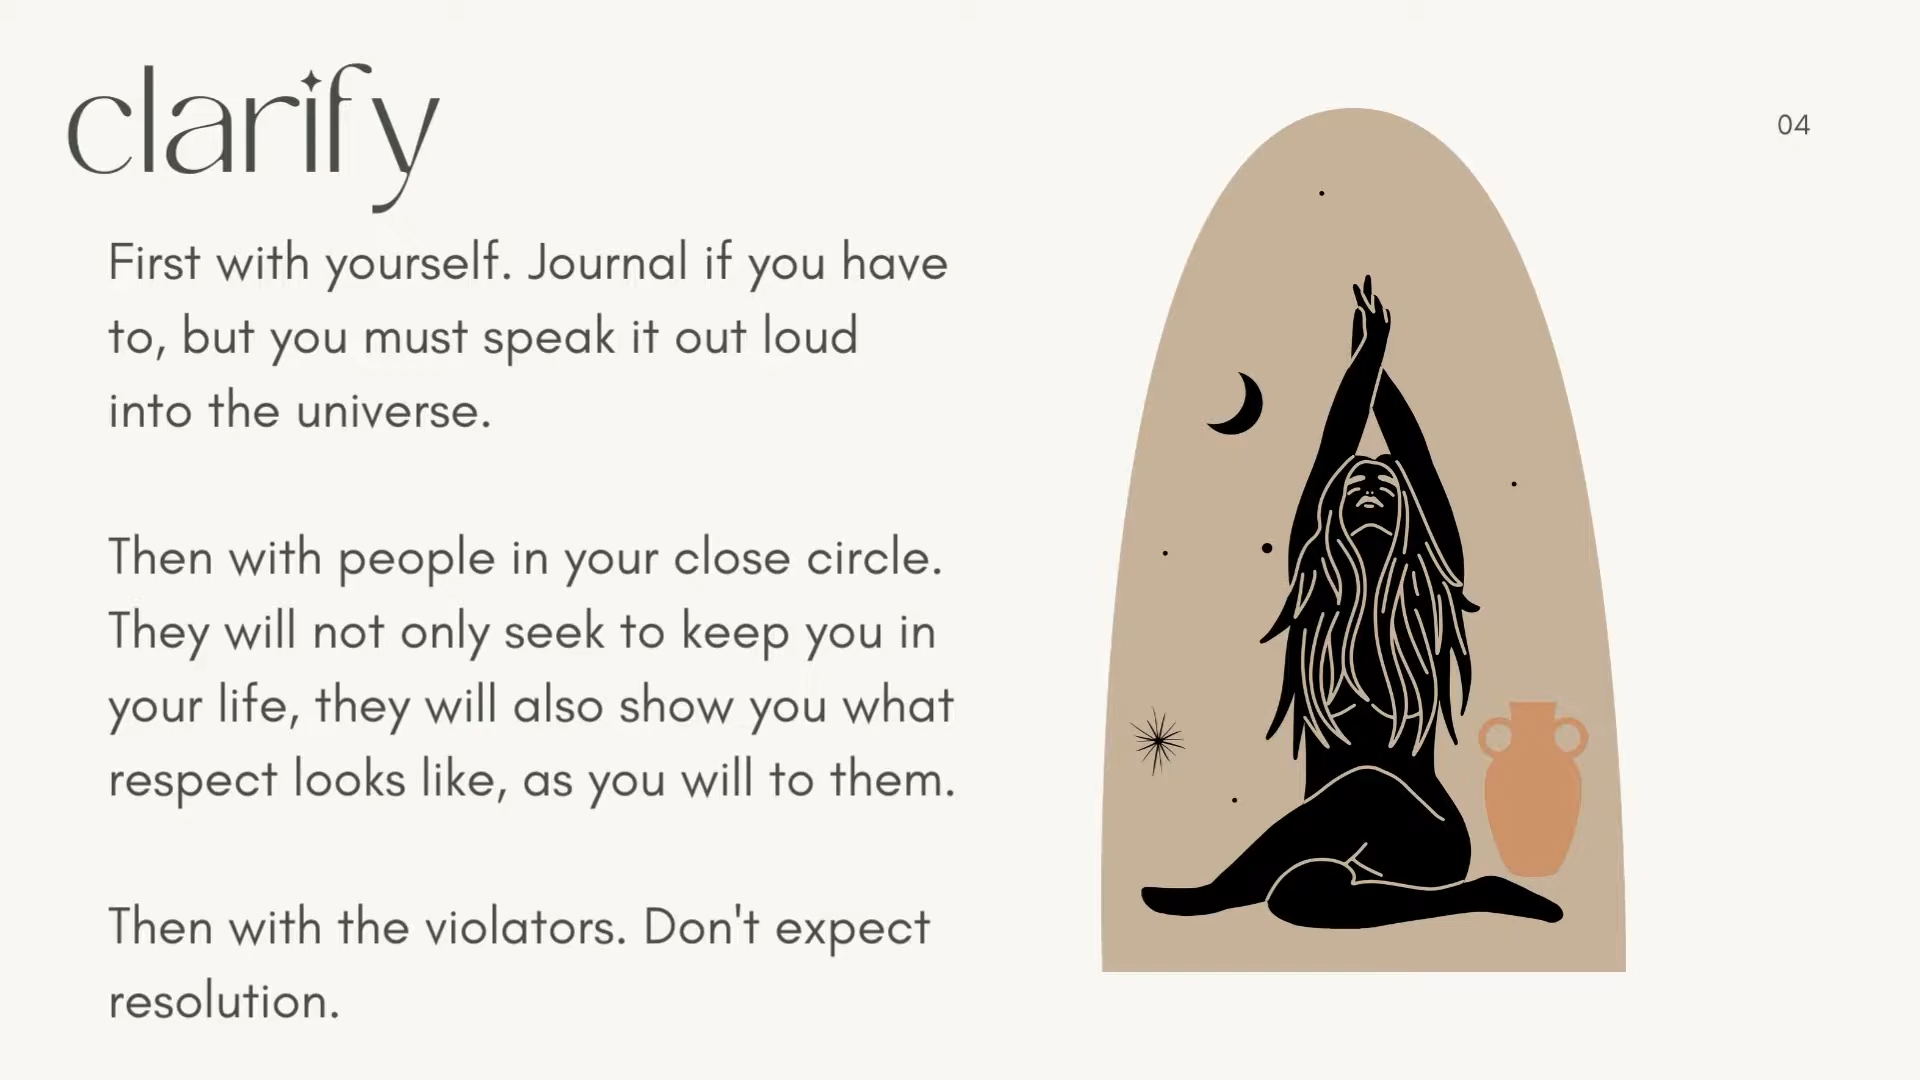 clarify
04
First with yourself. Journal if you have
to, but you must speak it out loud
into the universe.
Then with people in your close circle.
They will not only seek to keep you in
your life, they will also show you what
respect looks like, as you will to them.
Then with the violators. Don't expect
resolution.